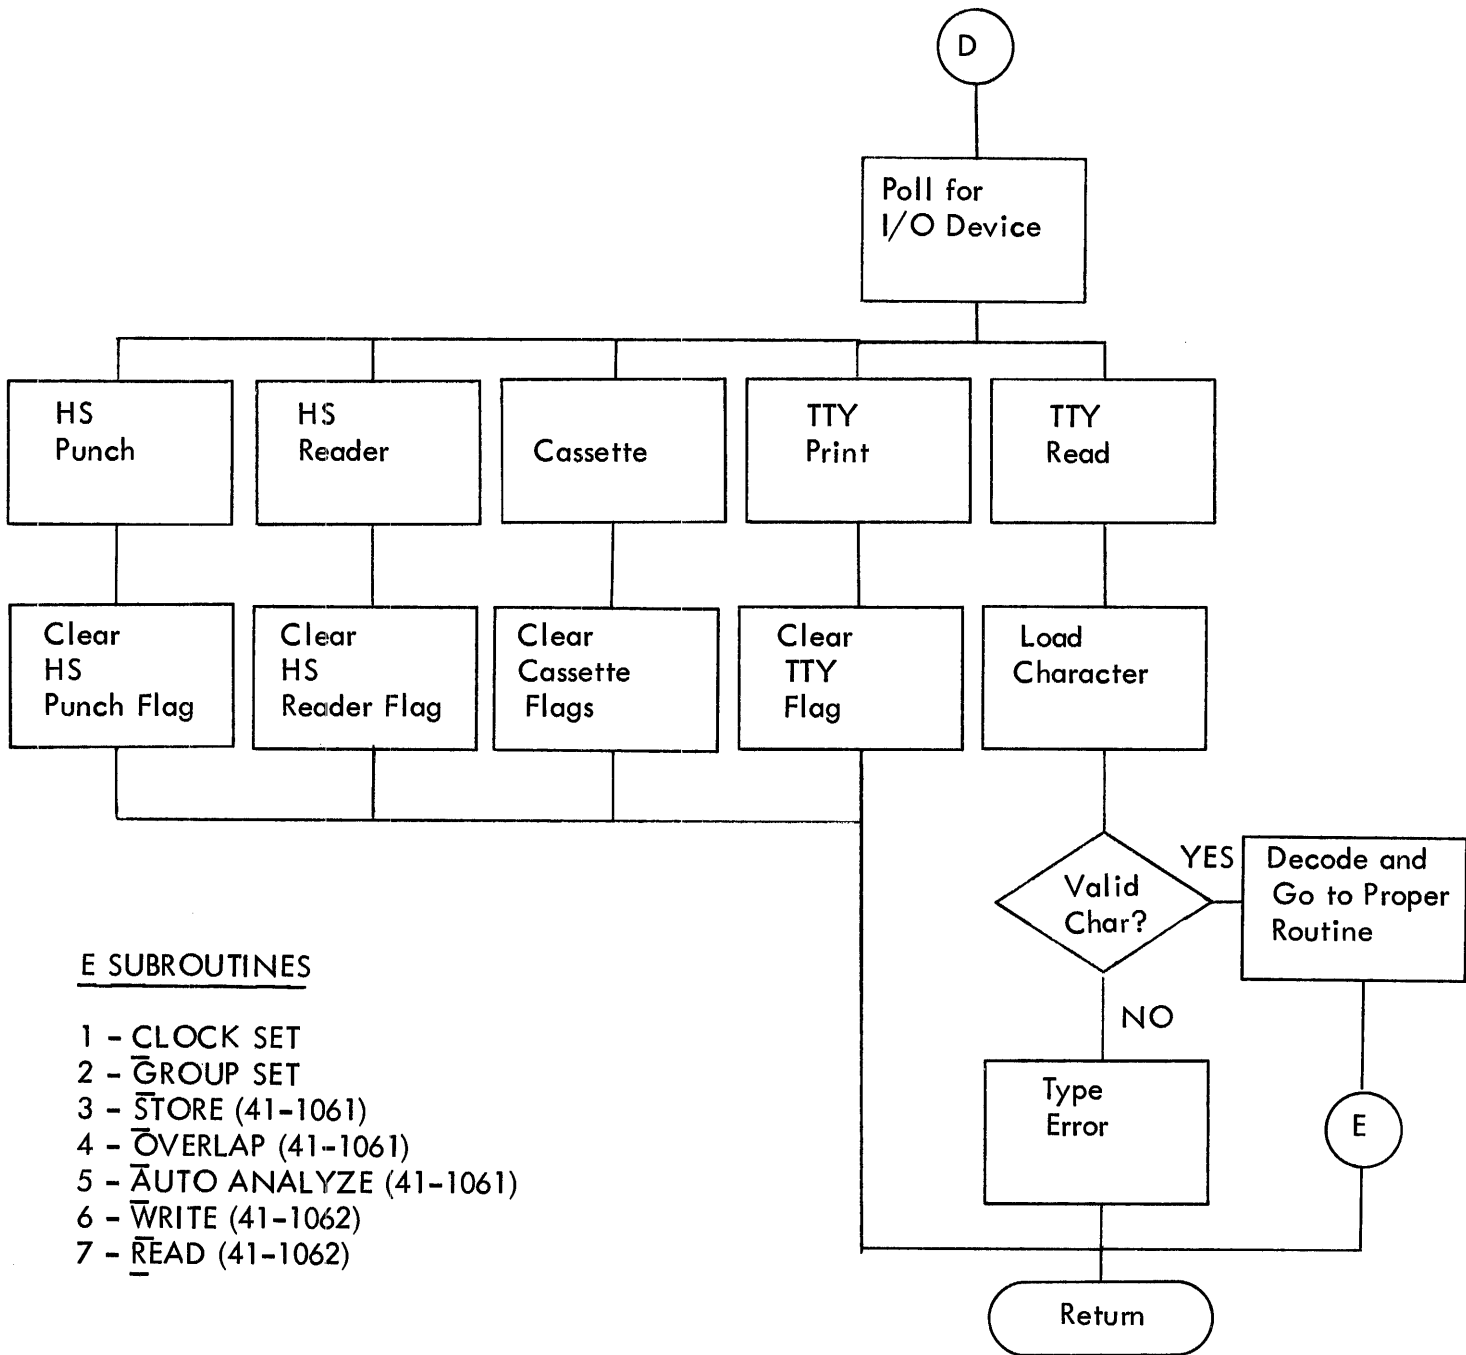 D
Poll for
I/O Device
HS
Punch
HS
Reader
Cassette
TTY
Print
TTY
Read
Clear
HS
Punch Flag
Clear
HS
Reader Flag
Clear
Cassette
Flags
Clear
TTY
Flag
Load
Character
Valid
Char?
YES
Decode and
Go to Proper
Routine
NO
Type
Error
E
Return
E SUBROUTINES
1 - CLOCK SET
2 - GROUP SET
3 - STORE (41-1061)
4 - OVERLAP (41-1061)
5 - AUTO ANALYZE (41-1061)
6 - WRITE (41-1062)
7 - READ (41-1062)